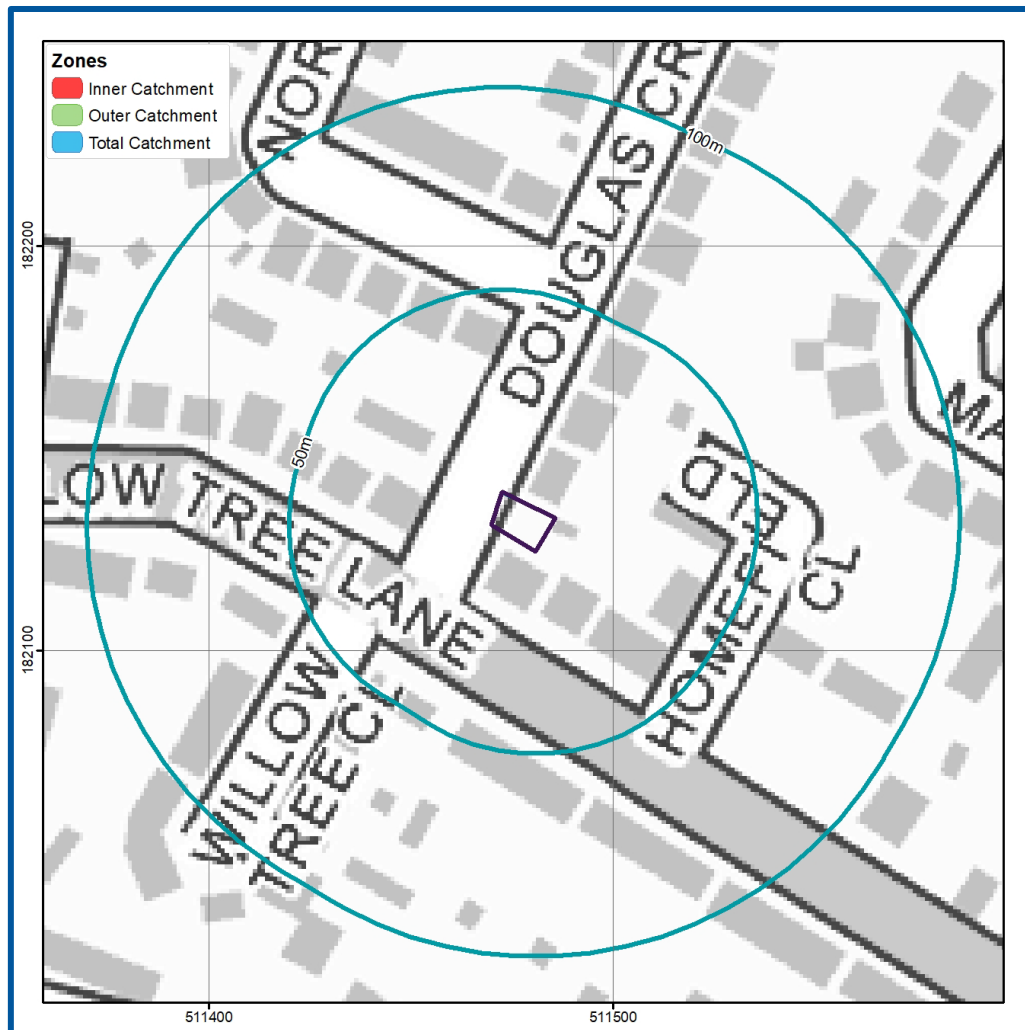 Zones
Inner Catchment
Outer Catchment
Total Catchment
NOR
DOUGLAS CR
100m
182200
50m
MA
LOW TREE LANE
HOMEFIELD
CL
182100
WILLOW
TREE CL
511400
511500